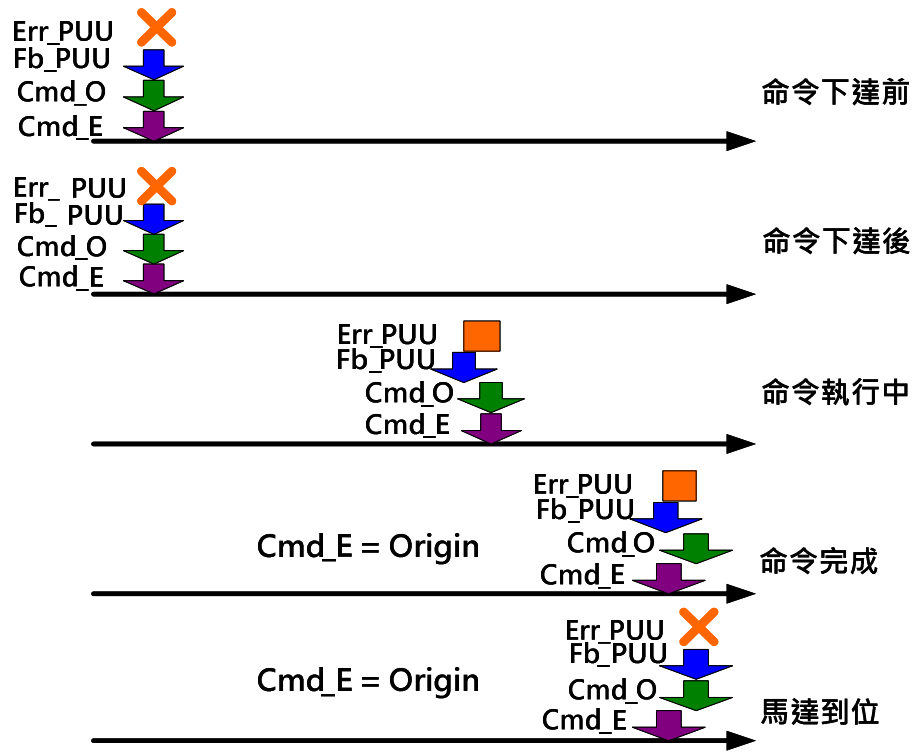 Err_PUU
Fb_PUU
Cmd_O
Cmd_E
命令下達前
Err_ PUU
Fb_ PUU
Cmd_O
Cmd_E
命令下達後
Err_PUU
Fb_PUU
Cmd_O
Cmd_E
命令執行中
Err_PUU
Fb_PUU
Cmd_O
Cmd_E = Origin
Cmd_E
命令完成
Err_PUU
Fb_PUU
Cmd_E = Origin
Cmd_O
Cmd_E
馬達到位